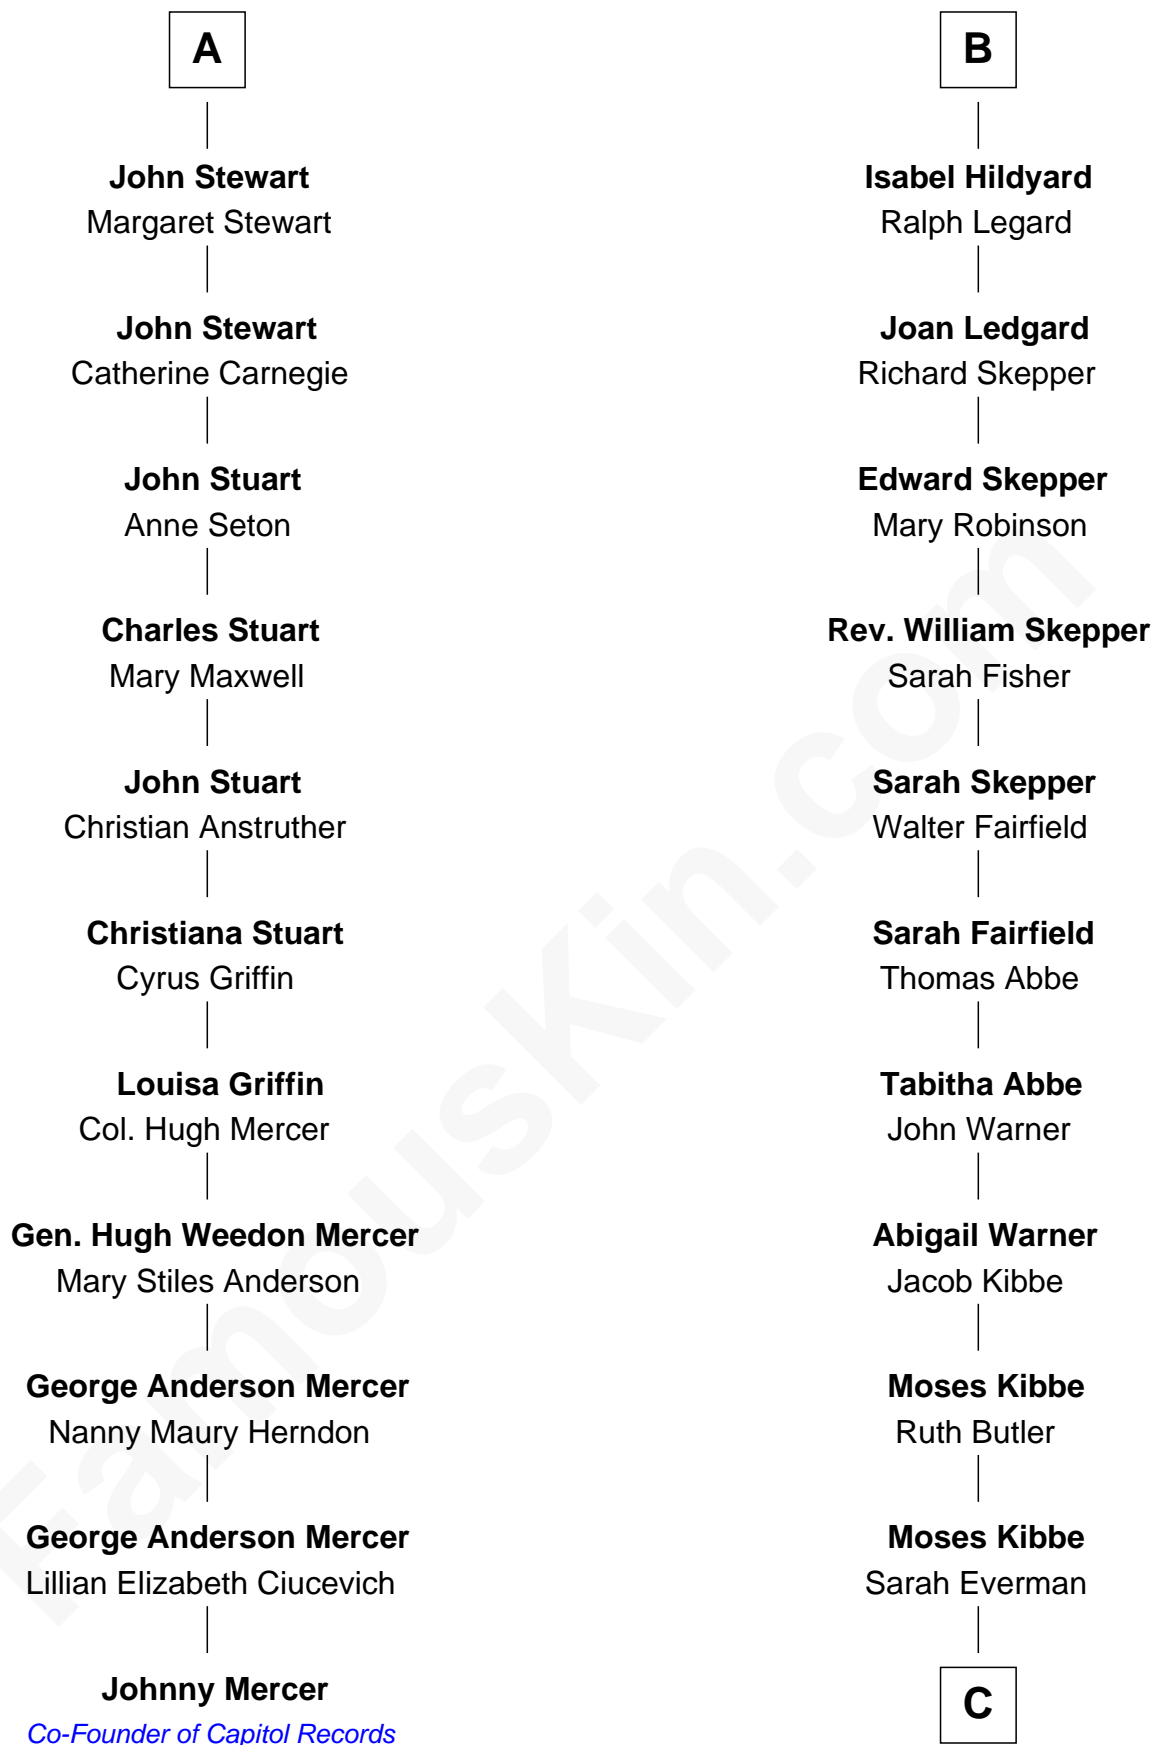 A
John Stewart
Margaret Stewart
John Stewart
Catherine Carnegie
John Stuart
Anne Seton
Charles Stuart
Mary Maxwell
John Stuart
Christian Anstruther
Christiana Stuart
Cyrus Griffin
Louisa Griffin
Col. Hugh Mercer
Gen. Hugh Weedon Mercer
Mary Stiles Anderson
George Anderson Mercer
Nanny Maury Herndon
George Anderson Mercer
Lillian Elizabeth Ciucevich
Johnny Mercer
Co-Founder of Capitol Records
B
Isabel Hildyard
Ralph Legard
Joan Ledgard
Richard Skepper
Edward Skepper
Mary Robinson
Rev. William Skepper
Sarah Fisher
Sarah Skepper
Walter Fairfield
Sarah Fairfield
Thomas Abbe
Tabitha Abbe
John Warner
Abigail Warner
Jacob Kibbe
Moses Kibbe
Ruth Butler
Moses Kibbe
Sarah Everman
C
FamousKin.com